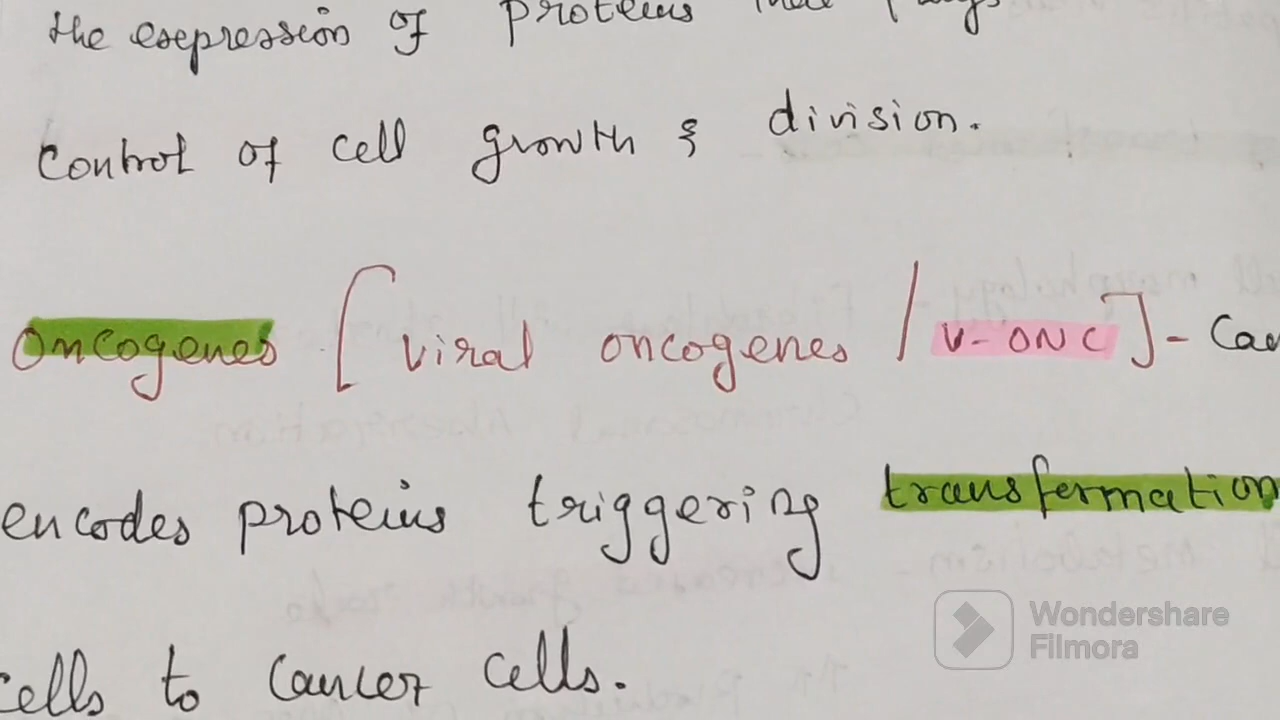 the expression of proteins
control of cell growth & division.
oncogenes [viral oncogenes / V-ONC] -
encodes proteins triggering transformation
cells to cancer cells.
Wondershare
Filmora